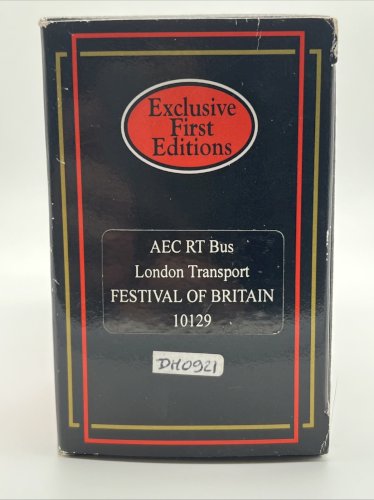 Exclusive
First
Editions
AEC RT Bus
London Transport
FESTIVAL OF BRITAIN
10129
DH0921